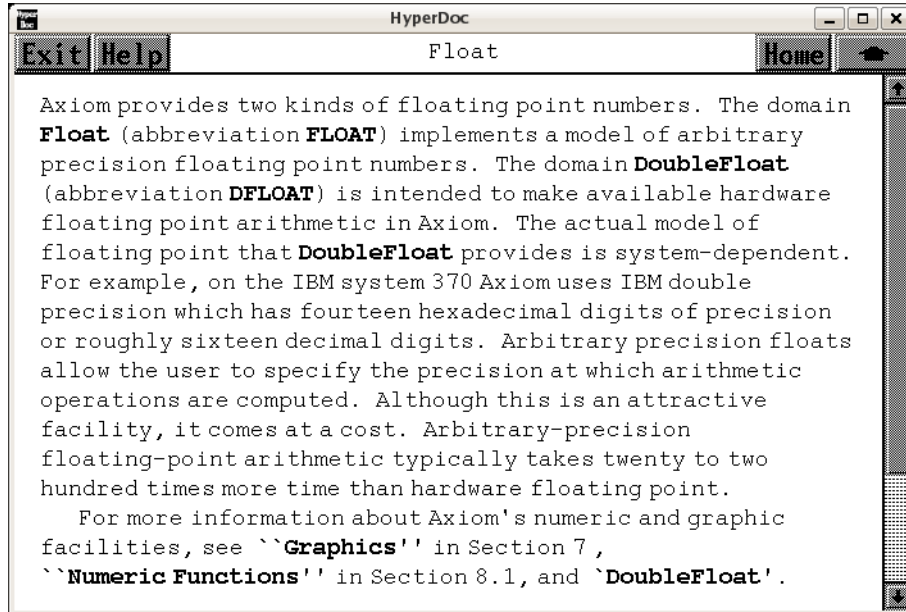 Hyper Doc
HyperDoc
Exit Help Float Home
Axiom provides two kinds of floating point numbers. The domain
Float (abbreviation FLOAT) implements a model of arbitrary
precision floating point numbers. The domain DoubleFloat
(abbreviation DFLOAT) is intended to make available hardware
floating point arithmetic in Axiom. The actual model of
floating point that DoubleFloat provides is system-dependent.
For example, on the IBM system 370 Axiom uses IBM double
precision which has fourteen hexadecimal digits of precision
or roughly sixteen decimal digits. Arbitrary precision floats
allow the user to specify the precision at which arithmetic
operations are computed. Although this is an attractive
facility, it comes at a cost. Arbitrary-precision
floating-point arithmetic typically takes twenty to two
hundred times more time than hardware floating point.
For more information about Axiom's numeric and graphic
facilities, see ``Graphics'' in Section 7 ,
``Numeric Functions'' in Section 8.1, and `DoubleFloat'.